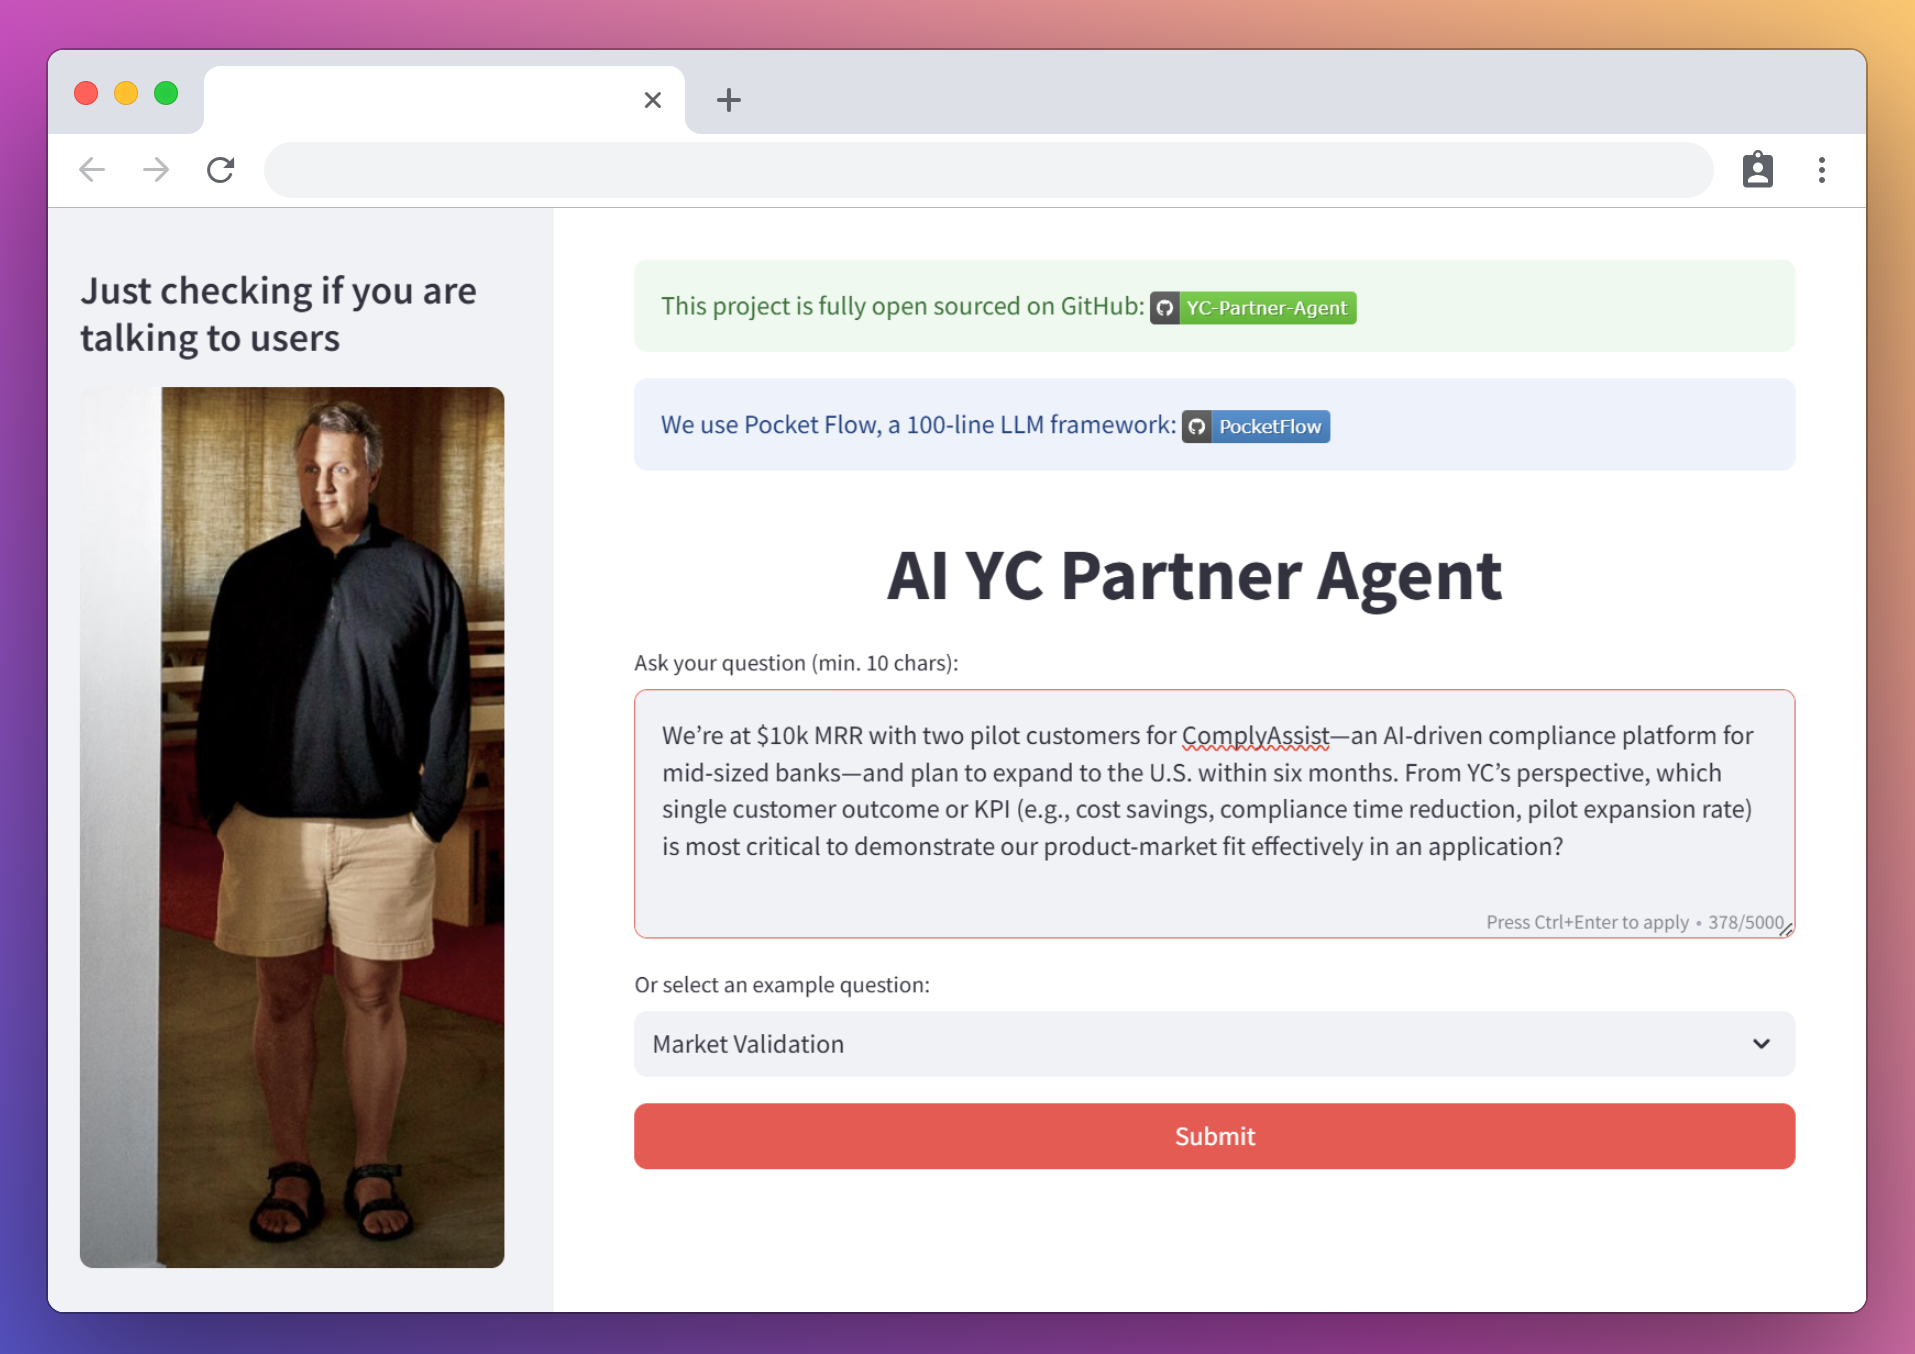 Just checking if you are
talking to users
This project is fully open sourced on GitHub: YC-Partner-Agent
We use Pocket Flow, a 100-line LLM framework: PocketFlow
AI YC Partner Agent
Ask your question (min. 10 chars):
We’re at $10k MRR with two pilot customers for ComplyAssist—an AI-driven compliance platform for
mid-sized banks—and plan to expand to the U.S. within six months. From YC’s perspective, which
single customer outcome or KPI (e.g., cost savings, compliance time reduction, pilot expansion rate)
is most critical to demonstrate our product-market fit effectively in an application?
Press Ctrl+Enter to apply • 378/5000
Or select an example question:
Market Validation
Submit